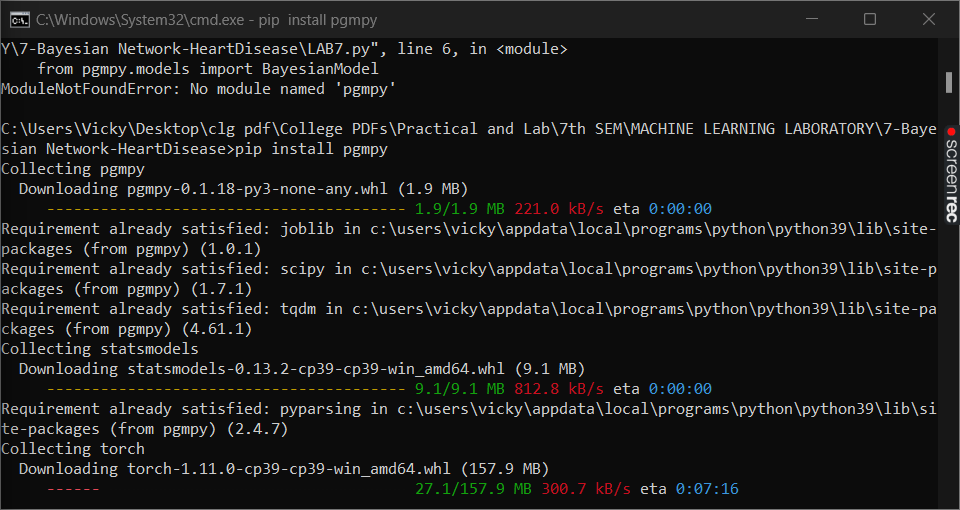 C:\Windows\System32\cmd.exe - pip  install pgmpy
Y\7-Bayesian Network-HeartDisease\LAB7.py", line 6, in <module>
    from pgmpy.models import BayesianModel
ModuleNotFoundError: No module named 'pgmpy'

C:\Users\Vicky\Desktop\clg pdf\College PDFs\Practical and Lab\7th SEM\MACHINE LEARNING LABORATORY\7-Baye
sian Network-HeartDisease>pip install pgmpy
Collecting pgmpy
  Downloading pgmpy-0.1.18-py3-none-any.whl (1.9 MB)
     ---------------------------------------- 1.9/1.9 MB 221.0 kB/s eta 0:00:00
Requirement already satisfied: joblib in c:\users\vicky\appdata\local\programs\python\python39\lib\site-
packages (from pgmpy) (1.0.1)
Requirement already satisfied: scipy in c:\users\vicky\appdata\local\programs\python\python39\lib\site-p
ackages (from pgmpy) (1.7.1)
Requirement already satisfied: tqdm in c:\users\vicky\appdata\local\programs\python\python39\lib\site-pa
ckages (from pgmpy) (4.61.1)
Collecting statsmodels
  Downloading statsmodels-0.13.2-cp39-cp39-win_amd64.whl (9.1 MB)
     ---------------------------------------- 9.1/9.1 MB 812.8 kB/s eta 0:00:00
Requirement already satisfied: pyparsing in c:\users\vicky\appdata\local\programs\python\python39\lib\si
te-packages (from pgmpy) (2.4.7)
Collecting torch
  Downloading torch-1.11.0-cp39-cp39-win_amd64.whl (157.9 MB)
     ------                                   27.1/157.9 MB 300.7 kB/s eta 0:07:16
screenrec